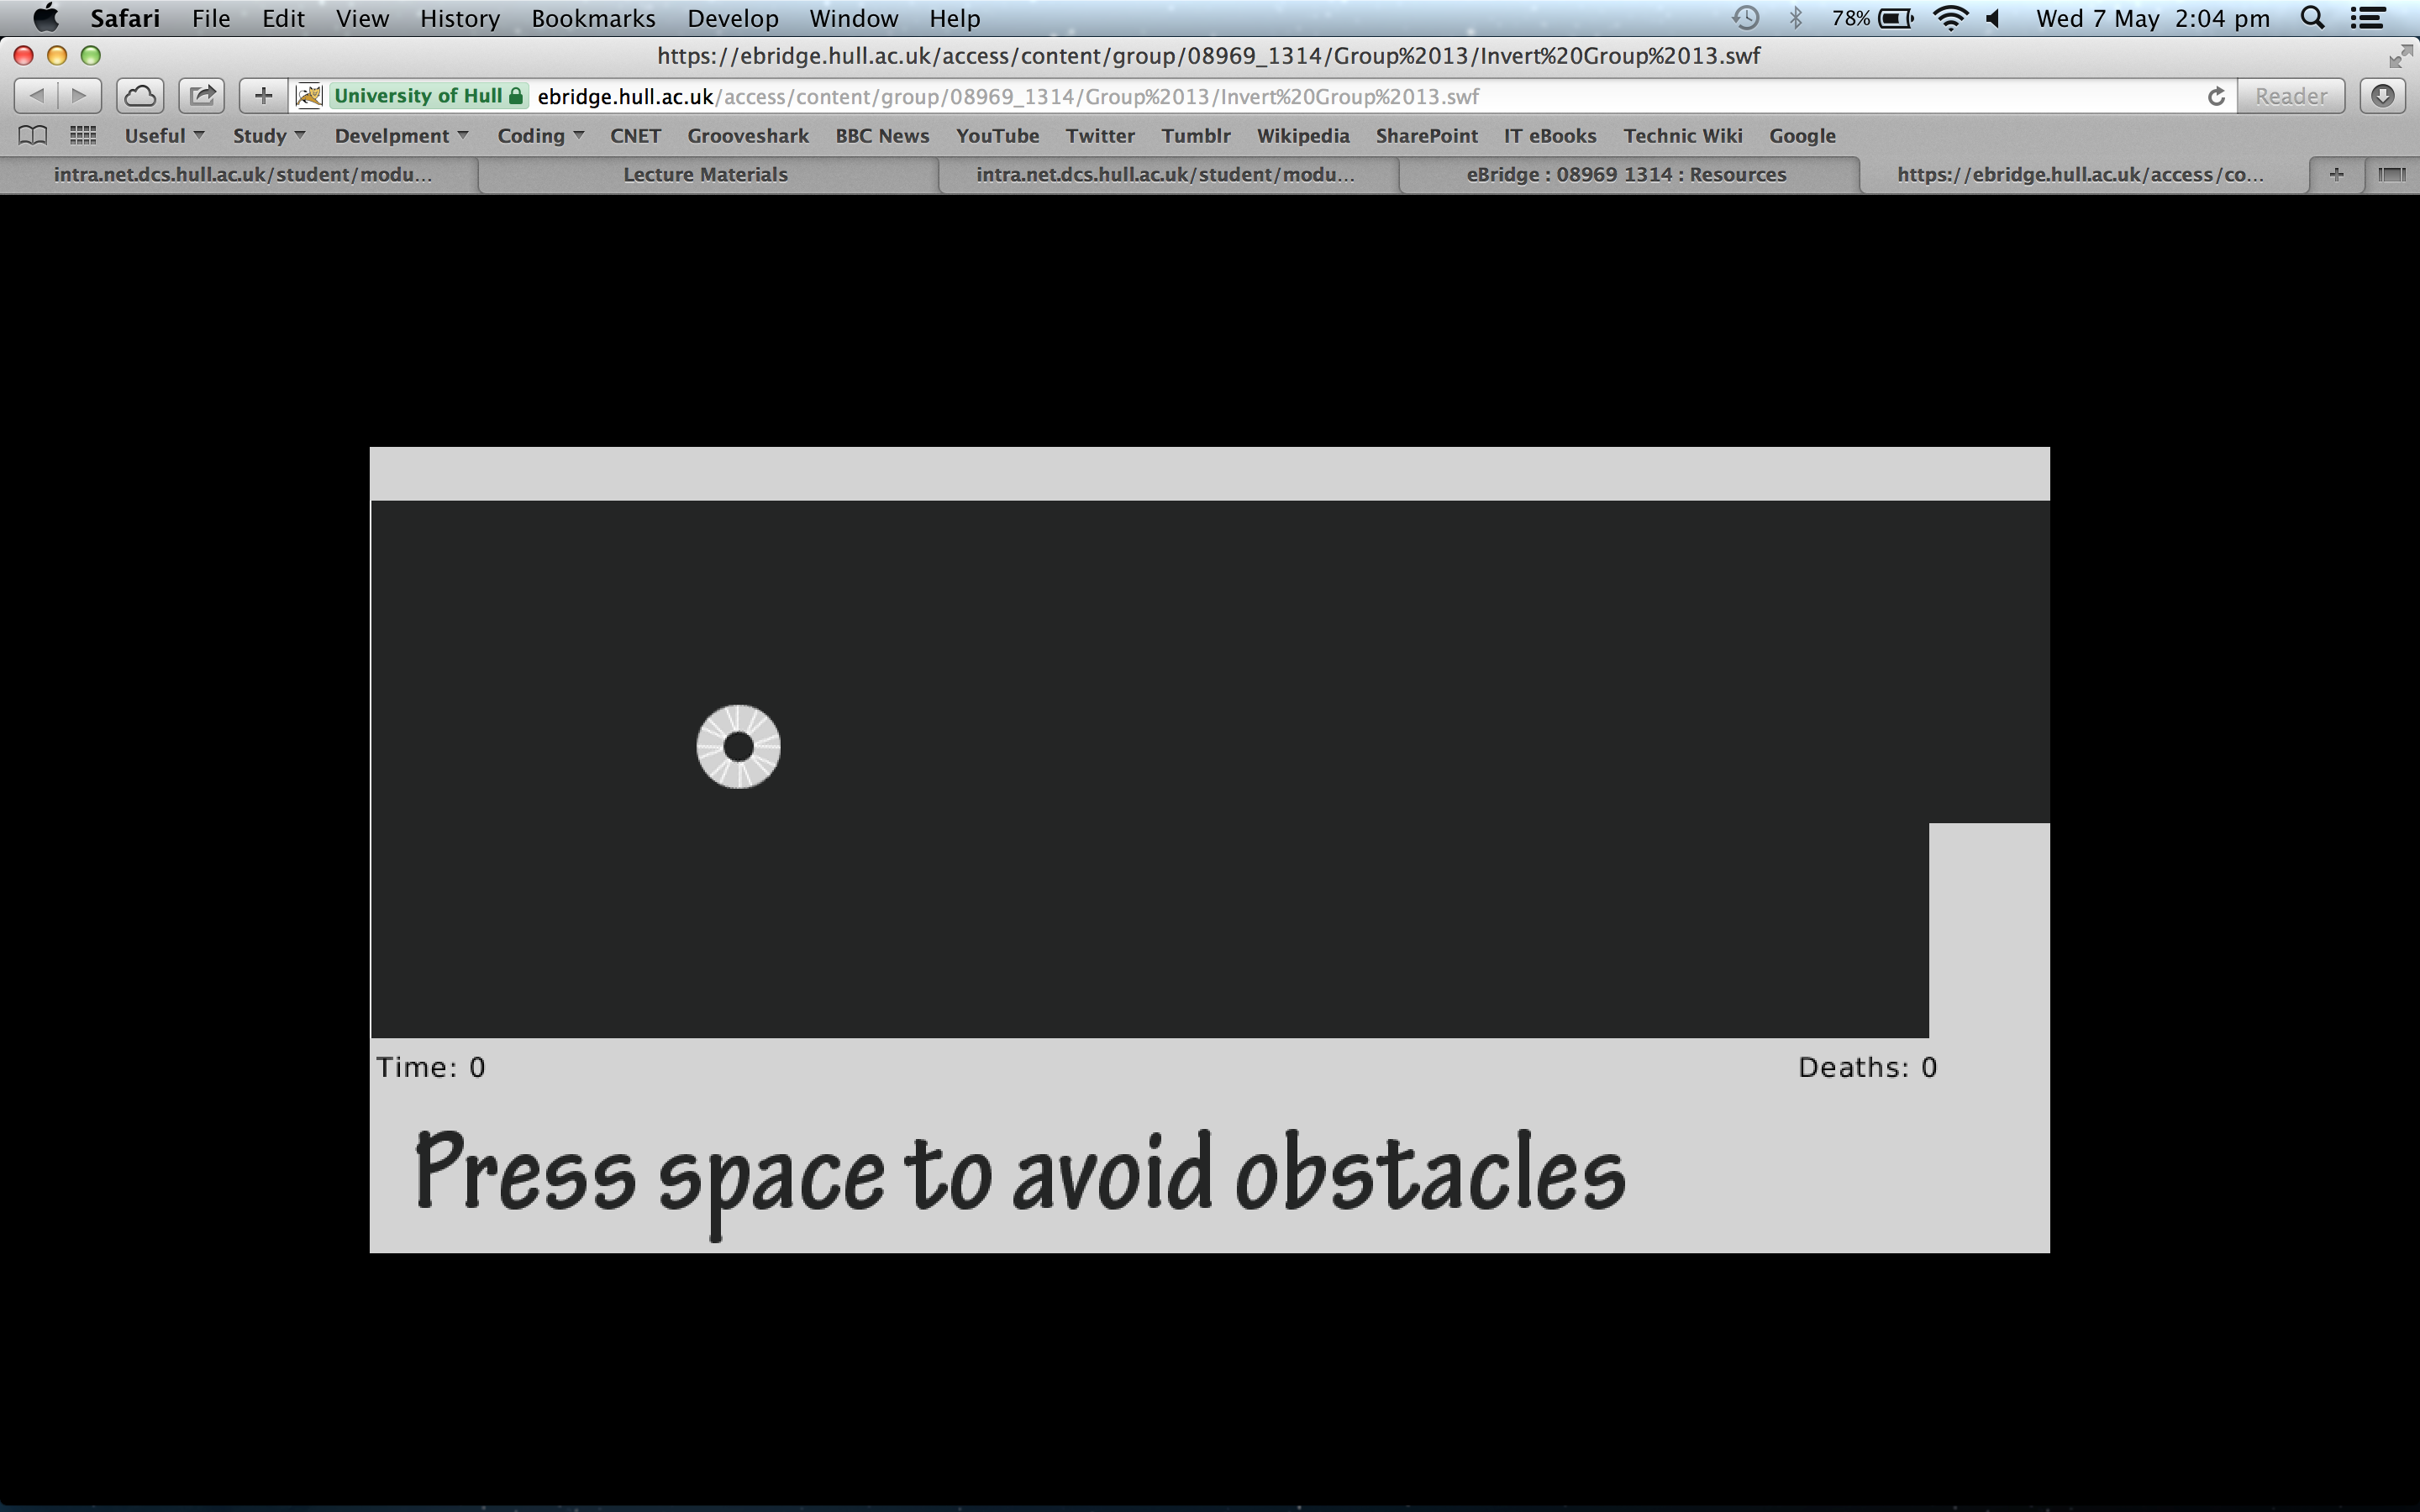 Safari File Edit View History Bookmarks Develop Window Help 78% Wed 7 May 2:04 pm
https://ebridge.hull.ac.uk/access/content/group/08969_1314/Group%2013/Invert%20Group%2013.swf
University of Hull ebridge.hull.ac.uk/access/content/group/08969_1314/Group%2013/Invert%20Group%2013.swf Reader
Useful Study Develpment Coding CNET Grooveshark BBC News YouTube Twitter Tumblr Wikipedia SharePoint IT eBooks Technic Wiki Google
intra.net.dcs.hull.ac.uk/student/modu... Lecture Materials intra.net.dcs.hull.ac.uk/student/modu... eBridge : 08969 1314 : Resources https://ebridge.hull.ac.uk/access/co...
Time: 0 Deaths: 0
Press space to avoid obstacles